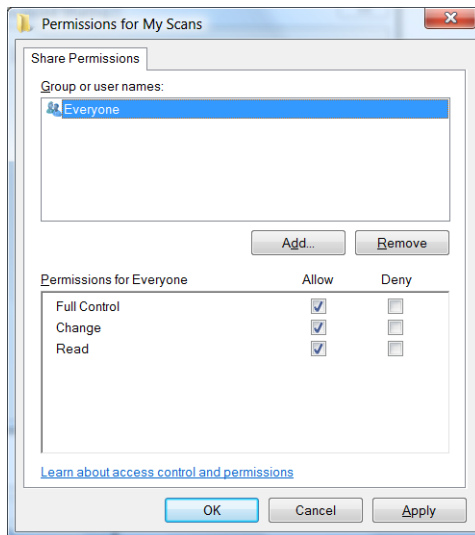 Permissions for My Scans
Share Permissions
Group or user names:
Everyone
Add... Remove
Permissions for Everyone Allow Deny
Full Control
Change
Read
Learn about access control and permissions
OK Cancel Apply